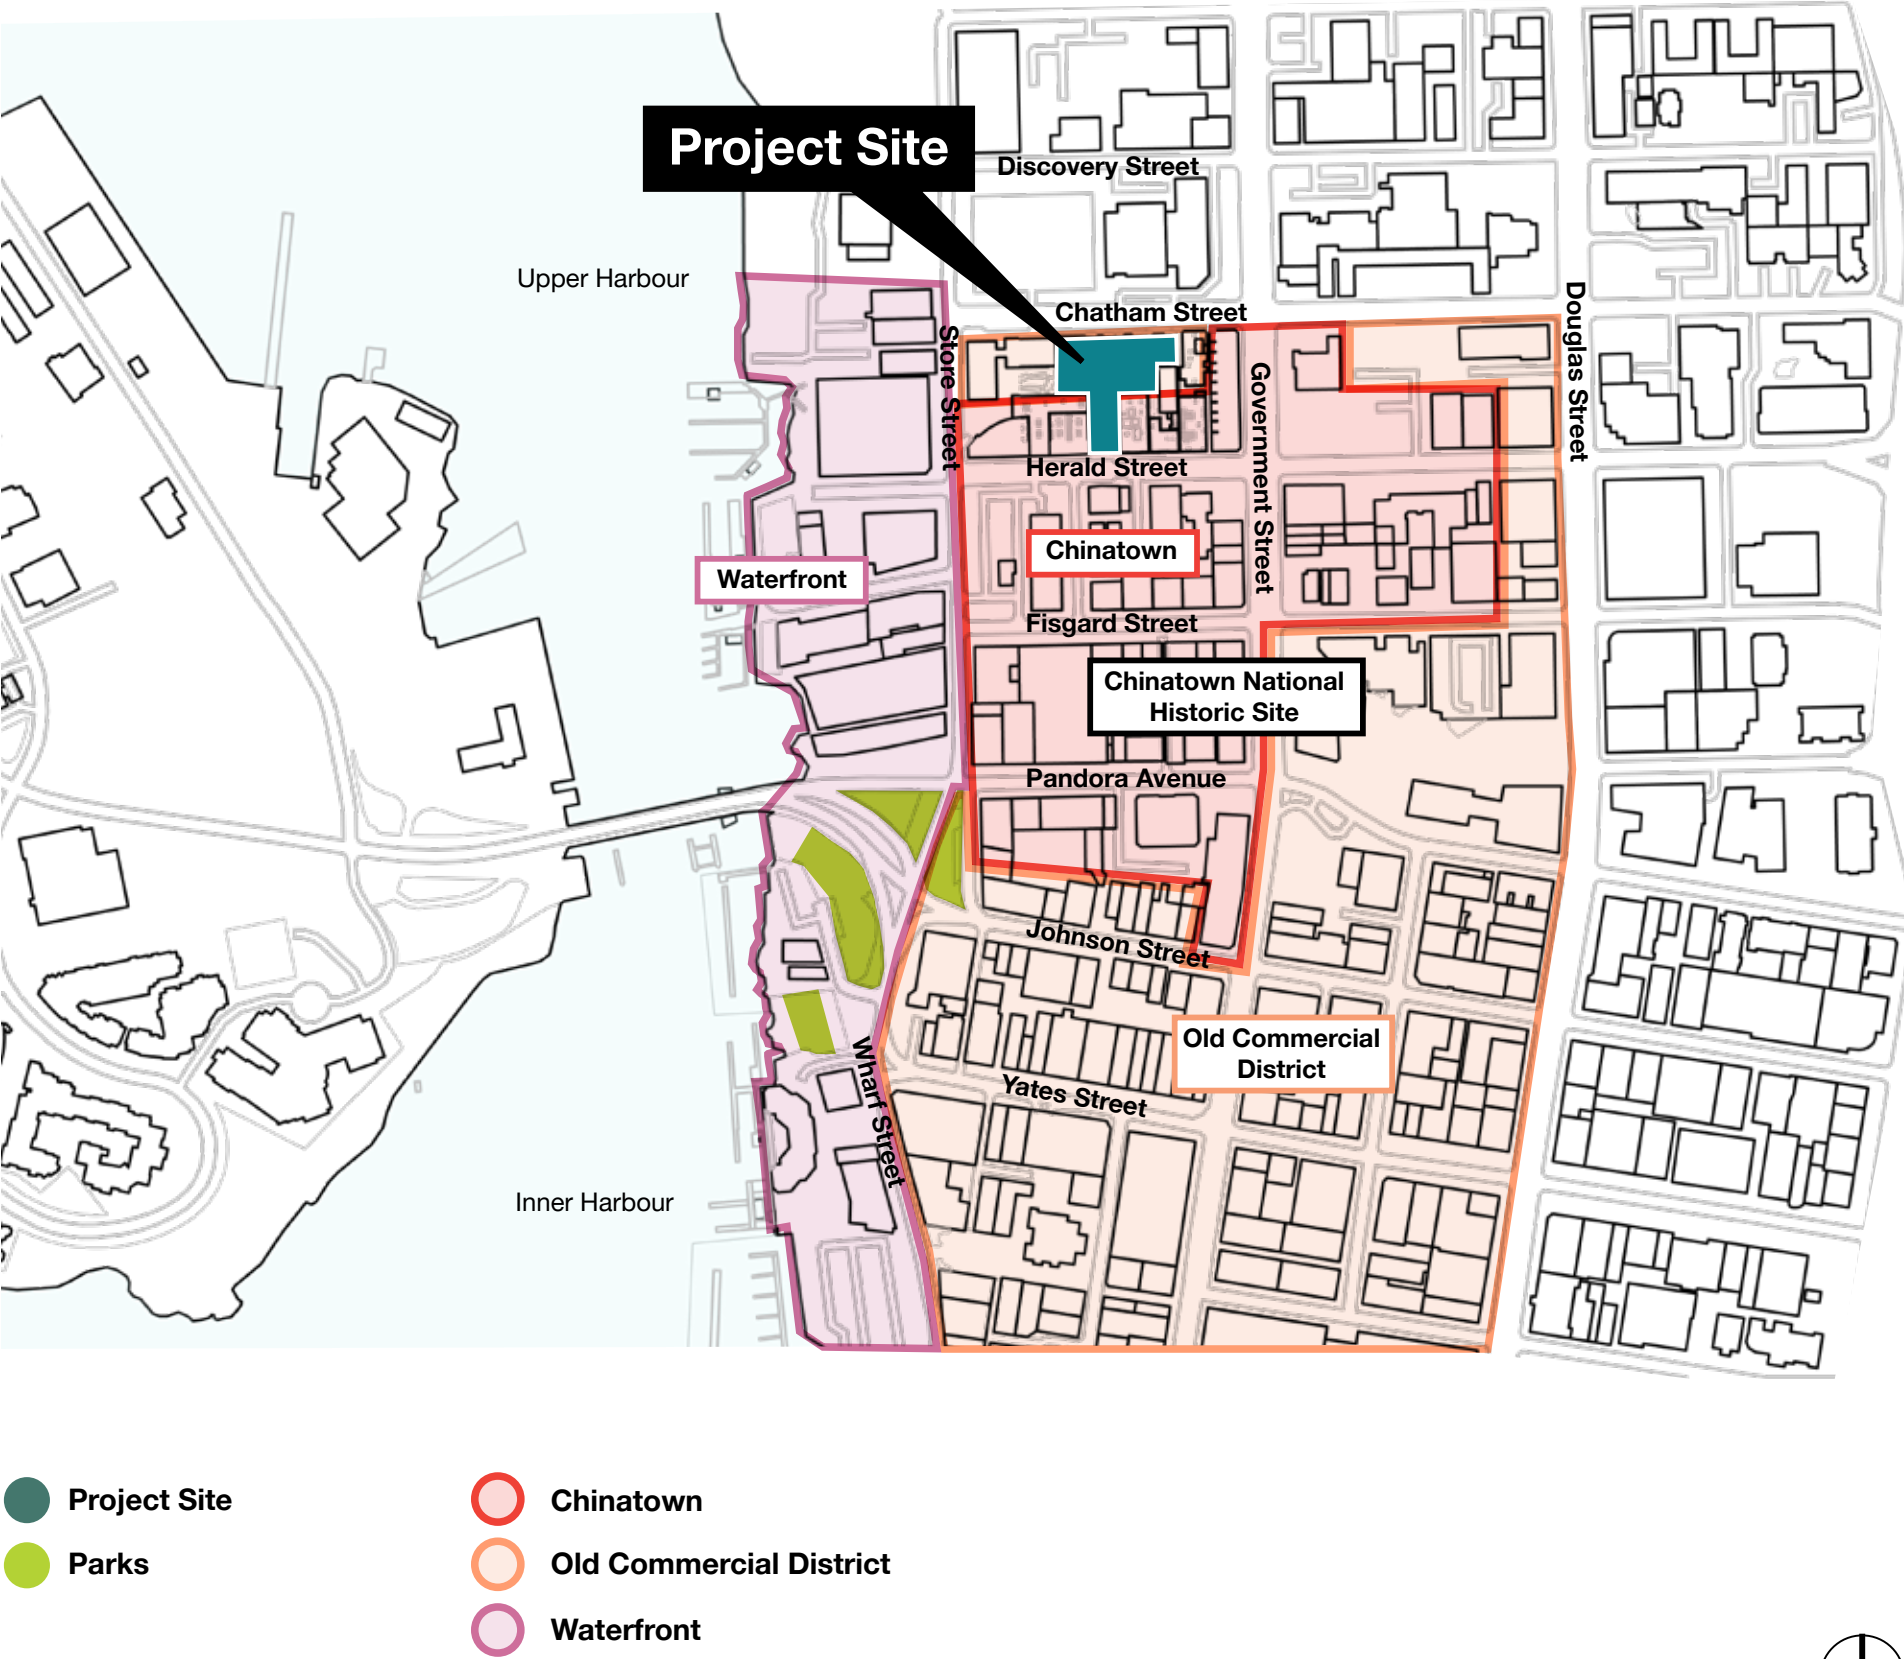 Project Site
Discovery Street
Upper Harbour
Chatham Street
Douglas Street
Store Street
Government Street
Herald Street
Chinatown
Waterfront
Fisgard Street
Chinatown National
Historic Site
Pandora Avenue
Johnson Street
Old Commercial
District
Wharf Street
Yates Street
Inner Harbour
Project Site
Parks
Chinatown
Old Commercial District
Waterfront